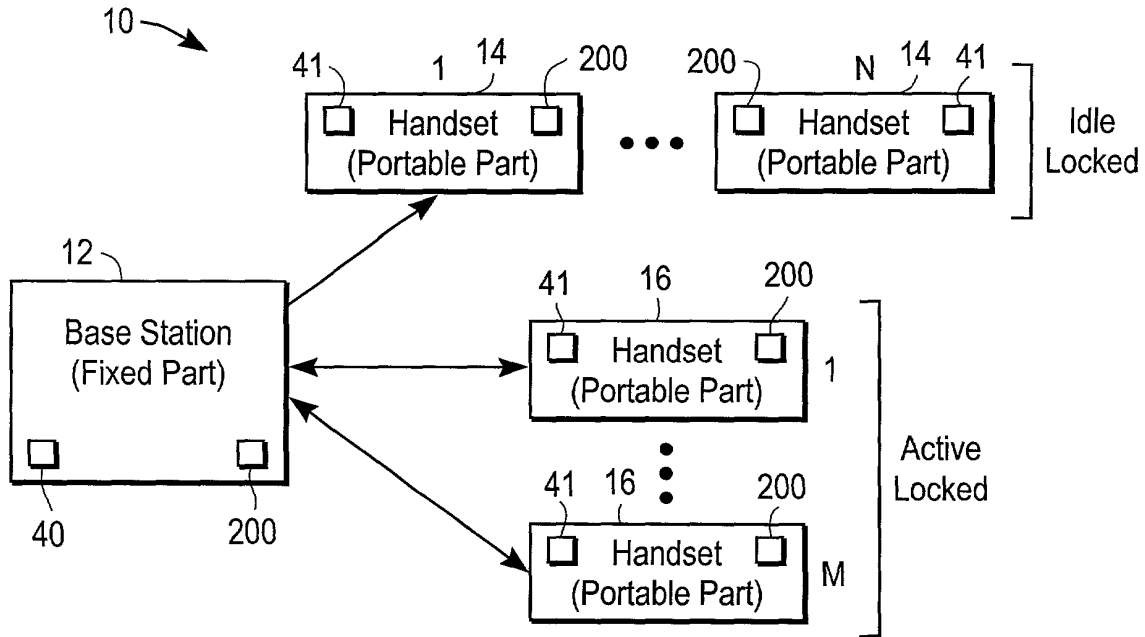 10
41 1 14 200
200 N 14 41
Handset
(Portable Part)
Handset
(Portable Part)
Idle
Locked
12
Base Station
(Fixed Part)
40 200
41 16 200
Handset
(Portable Part)
1
41 16 200
Handset
(Portable Part)
M
Active
Locked